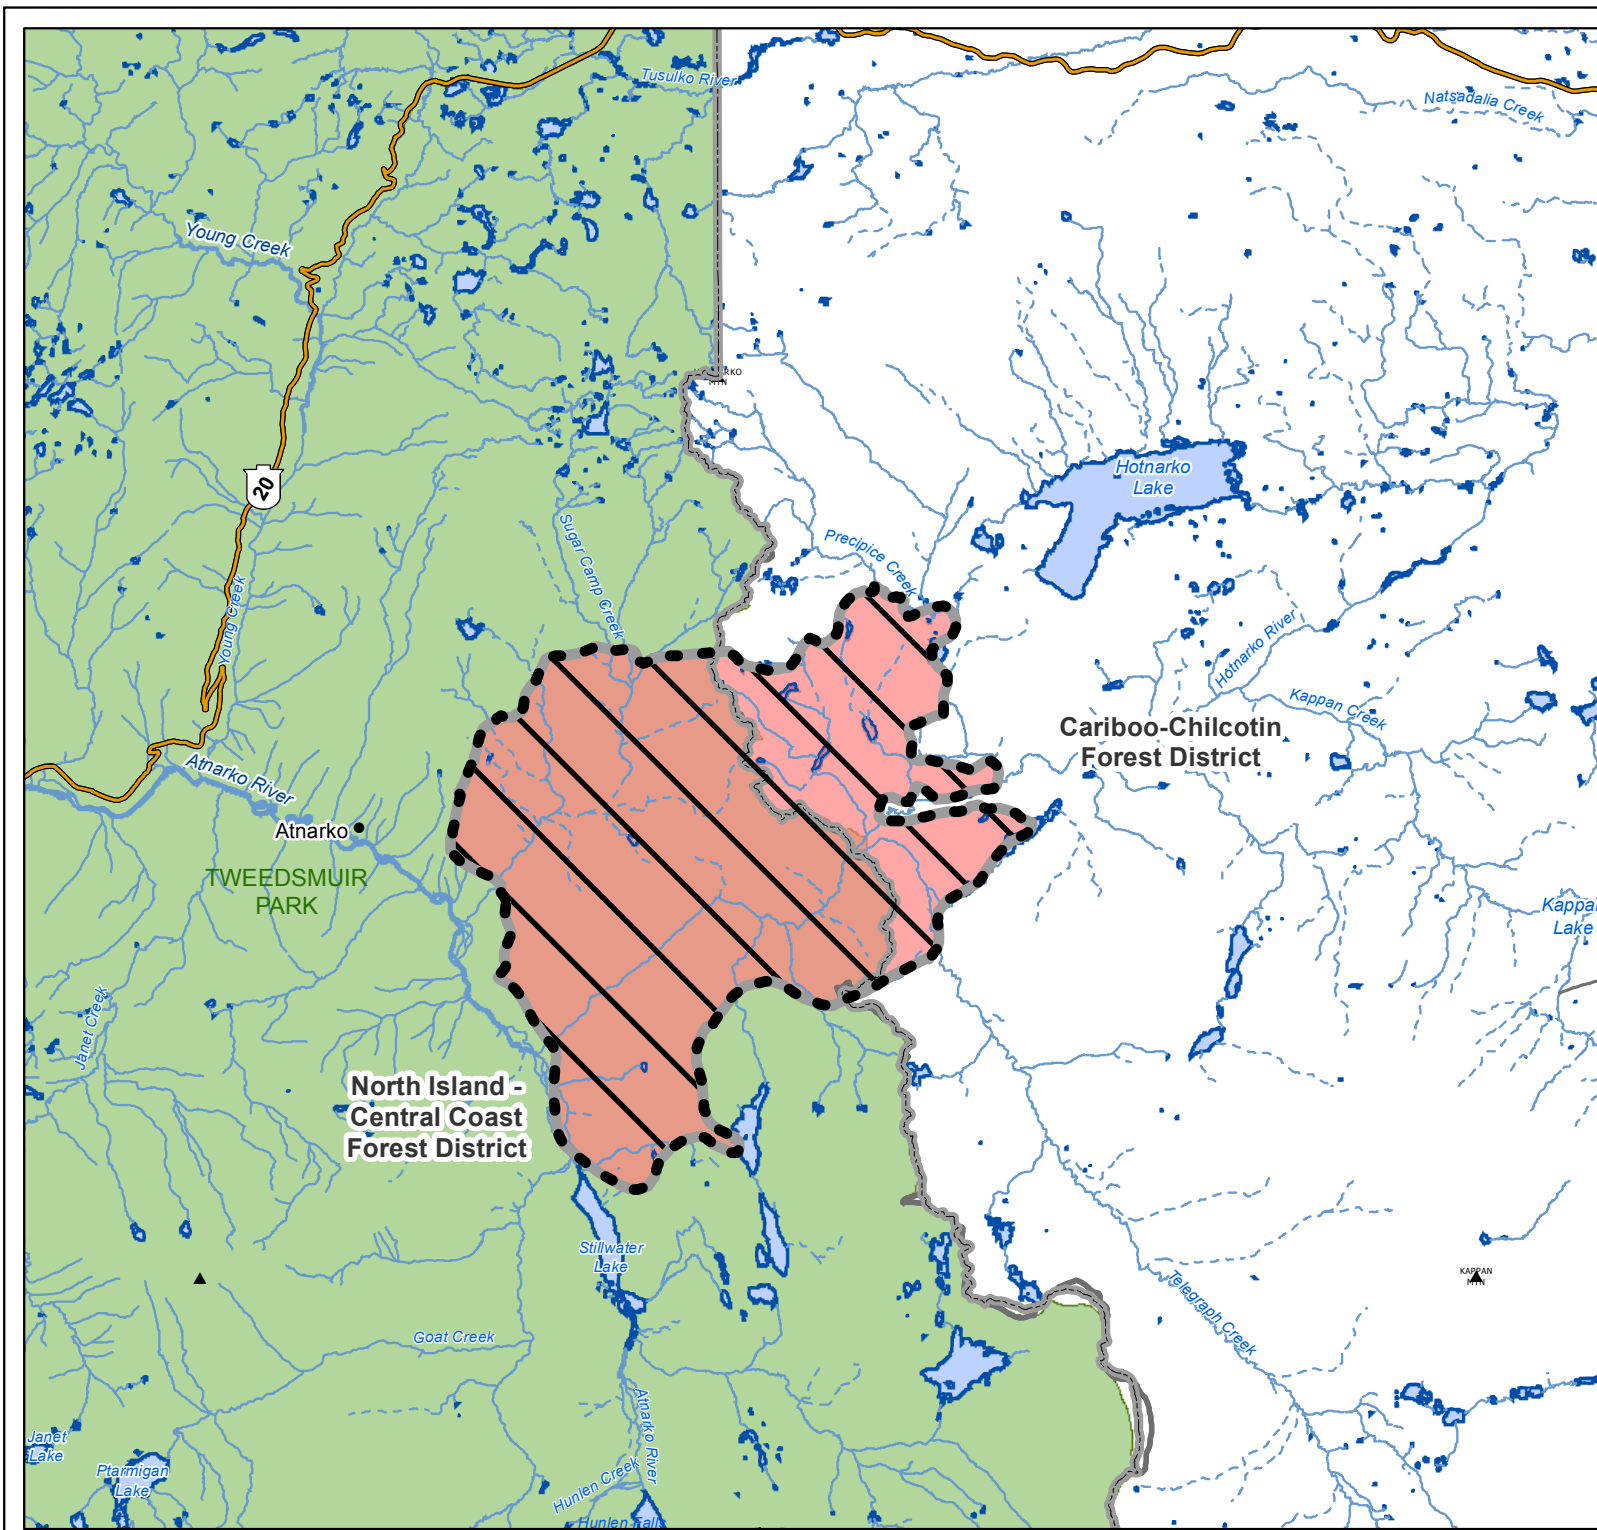 Tusulko River
Natsadalia Creek
Young Creek
RKO
MTN
20
Hotnarko
Lake
Sugar Camp Creek
Precipice Creek
Young Creek
Hotnarko River
Kappan Creek
Cariboo-Chilcotin
Forest District
Atnarko River
Atnarko
TWEEDSMUIR
PARK
Kappan
Lake
Janet Creek
North Island -
Central Coast
Forest District
Stillwater
Lake
KAPPAN
MTN
Telegraph Creek
Goat Creek
Atnarko River
Janet
Lake
Ptarmigan
Lake
Hunlen Creek
Hunlen Falls